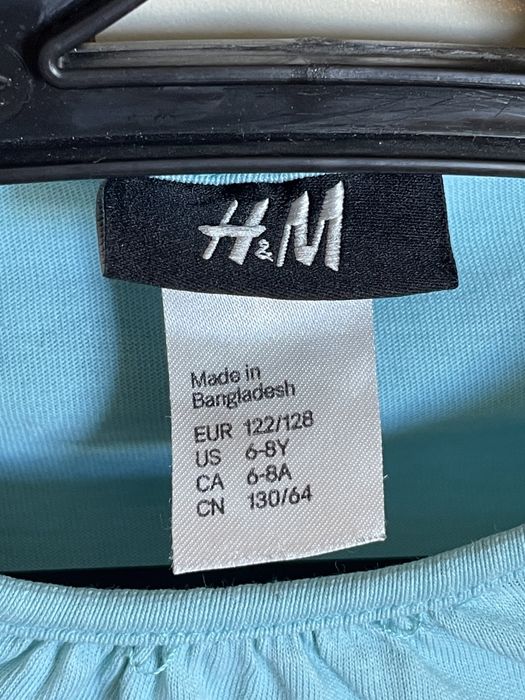 H&M
Made in
Bangladesh
EUR 122/128
US 6-8Y
CA 6-8A
CN 130/64